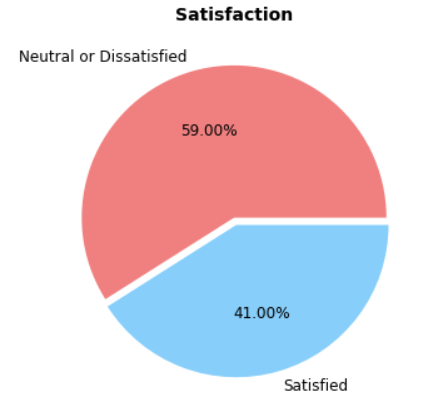 Satisfaction
Neutral or Dissatisfied
59.00%
41.00%
Satisfied